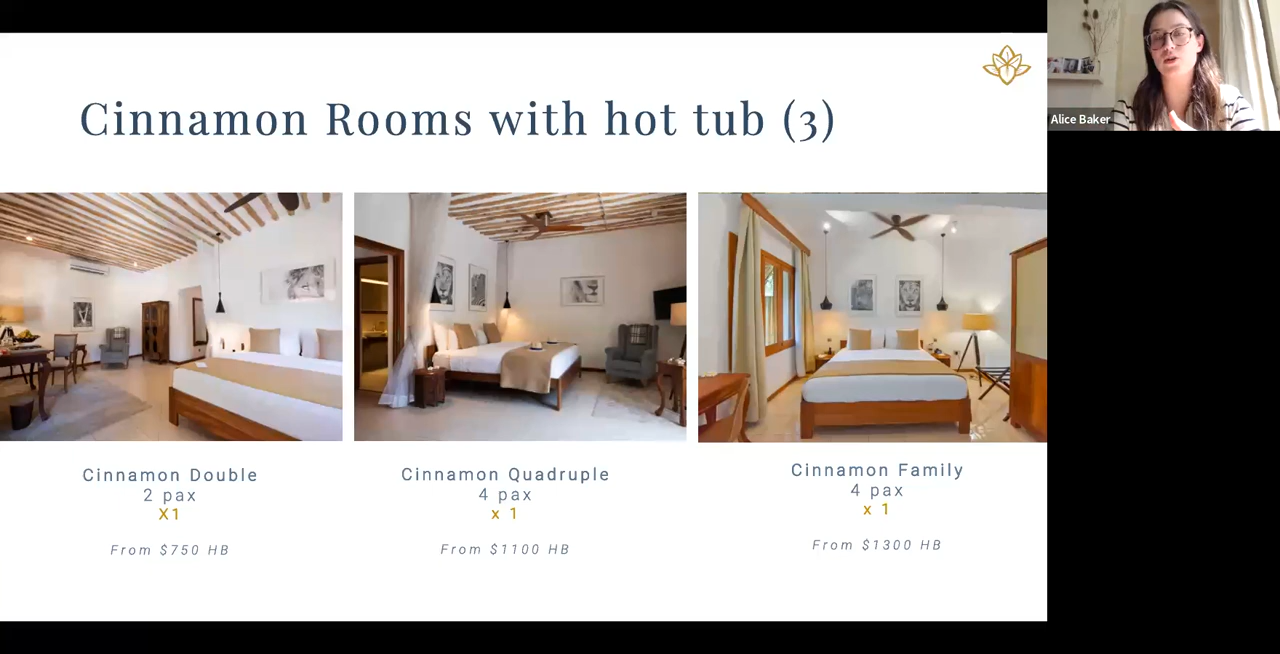 Cinnamon Rooms with hot tub (3)
Alice Baker
Cinnamon Double
2 pax
X1
From $750 HB
Cinnamon Quadruple
4 pax
x 1
From $1100 HB
Cinnamon Family
4 pax
x 1
From $1300 HB